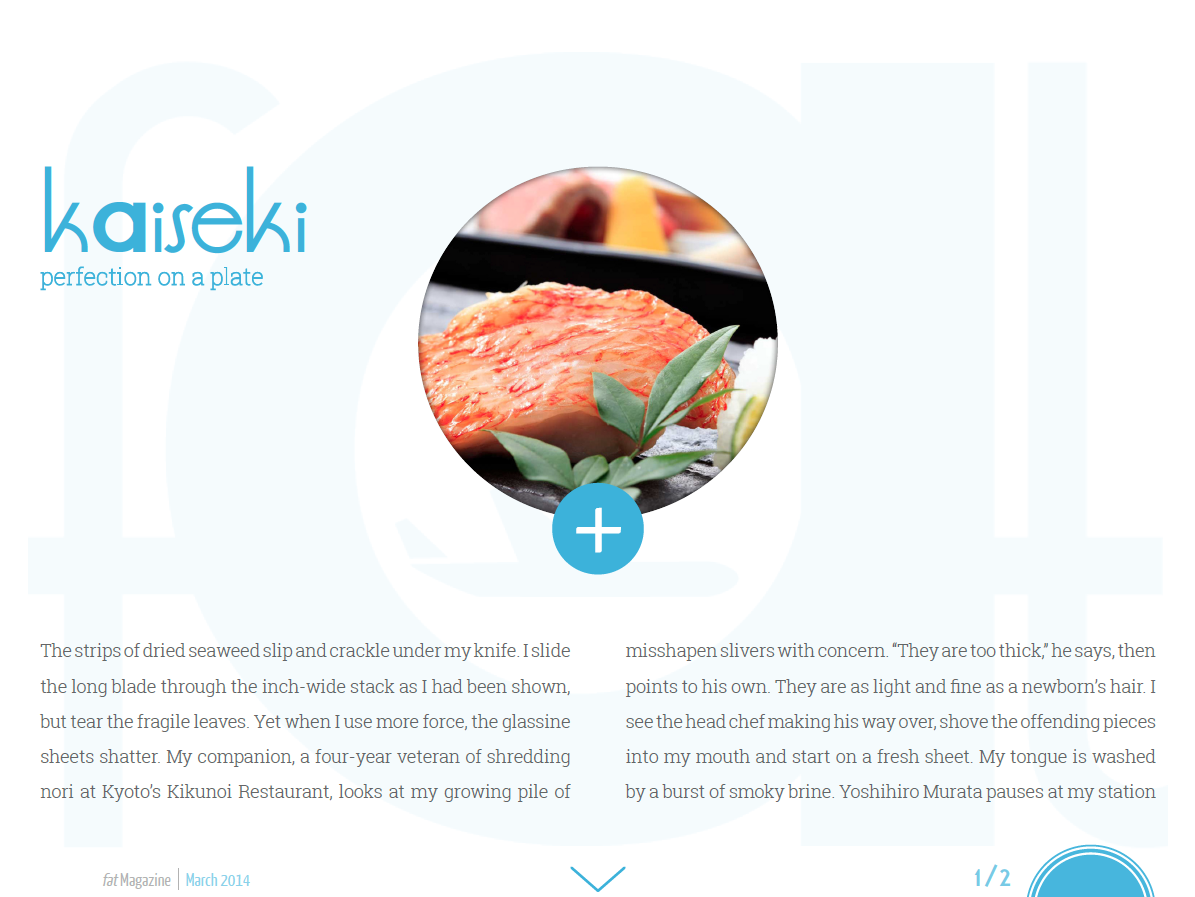 fat
kaiseki
perfection on a plate
The strips of dried seaweed slip and crackle under my knife. I slide
the long blade through the inch-wide stack as I had been shown,
but tear the fragile leaves. Yet when I use more force, the glassine
sheets shatter. My companion, a four-year veteran of shredding
nori at Kyoto’s Kikunoi Restaurant, looks at my growing pile of
misshapen slivers with concern. “They are too thick,” he says, then
points to his own. They are as light and fine as a newborn’s hair. I
see the head chef making his way over, shove the offending pieces
into my mouth and start on a fresh sheet. My tongue is washed
by a burst of smoky brine. Yoshihiro Murata pauses at my station
fat Magazine | March 2014
1/2